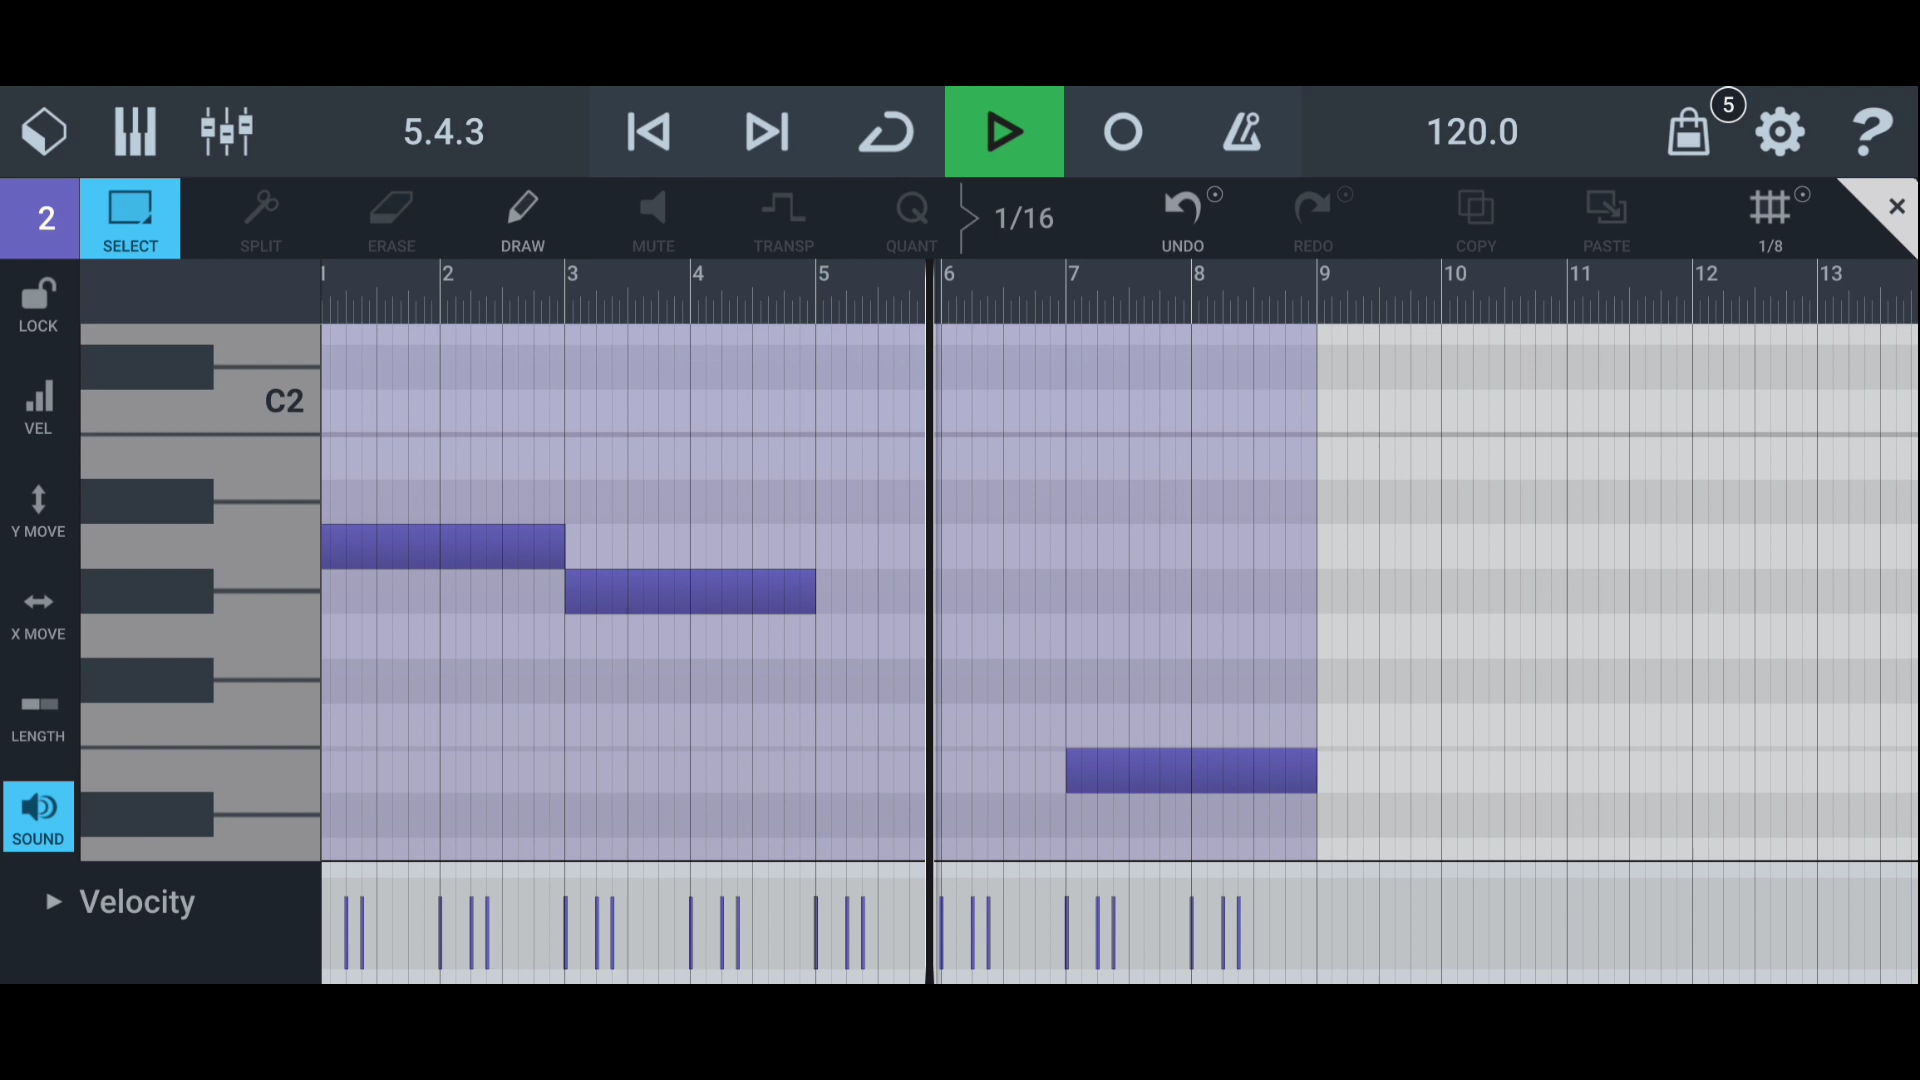 5.4.3
120.0
5
?
2
SELECT
SPLIT
ERASE
DRAW
MUTE
TRANSP
QUANT
1/16
UNDO
REDO
COPY
PASTE
1/8
1 2 3 4 5 6 7 8 9 10 11 12 13
LOCK
C2
VEL
Y MOVE
X MOVE
LENGTH
SOUND
Velocity